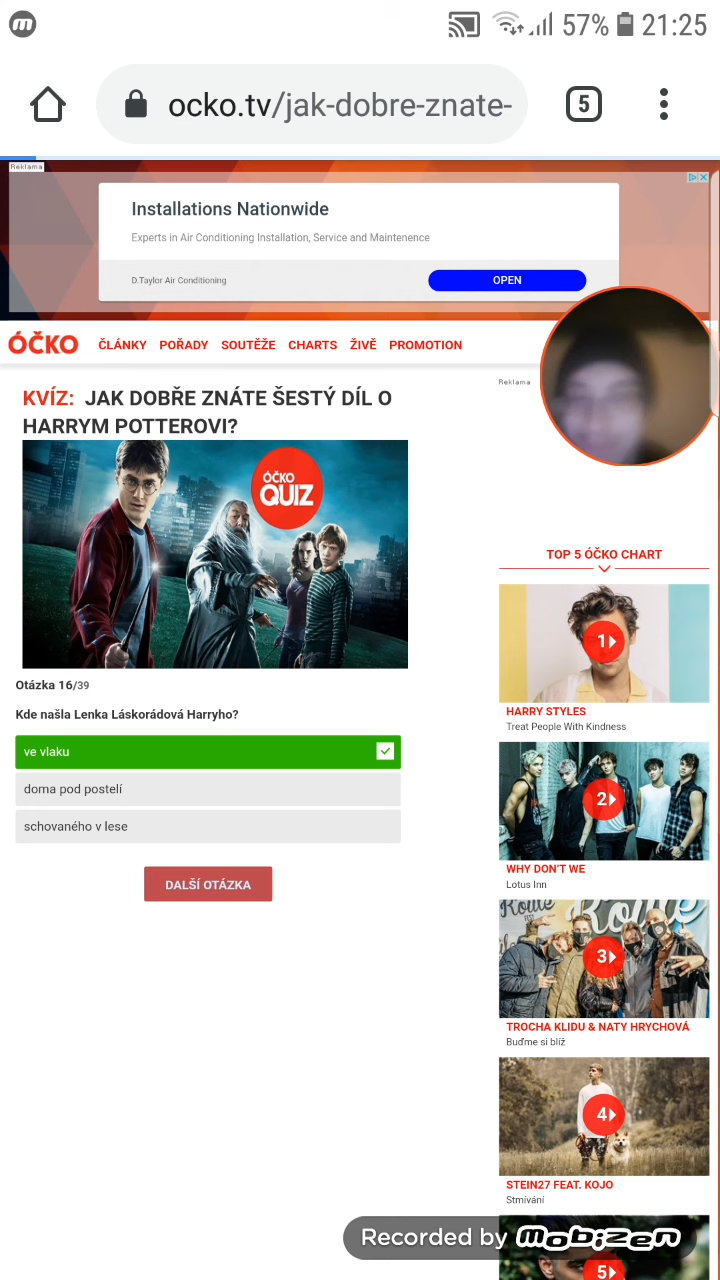 m
57% 21:25
ocko.tv/jak-dobre-znate-
5
Reklama
Installations Nationwide
Experts in Air Conditioning Installation, Service and Maintenence
D.Taylor Air Conditioning
OPEN
ÓČKO
ČLÁNKY POŘADY SOUTĚŽE CHARTS ŽIVĚ PROMOTION
Reklama
KVÍZ: JAK DOBŘE ZNÁTE ŠESTÝ DÍL O
HARRYM POTTEROVI?
ÓČKO
QUIZ
Otázka 16/39
Kde našla Lenka Láskorádová Harryho?
ve vlaku
doma pod postelí
schovaného v lese
DALŠÍ OTÁZKA
TOP 5 ÓČKO CHART
1
HARRY STYLES
Treat People With Kindness
2
WHY DON'T WE
Lotus Inn
Route
Route
3
TROCHA KLIDU & NATY HRYCHOVÁ
Buďme si blíž
4
STEIN27 FEAT. KOJO
Stmívání
5
Recorded by Mobizen